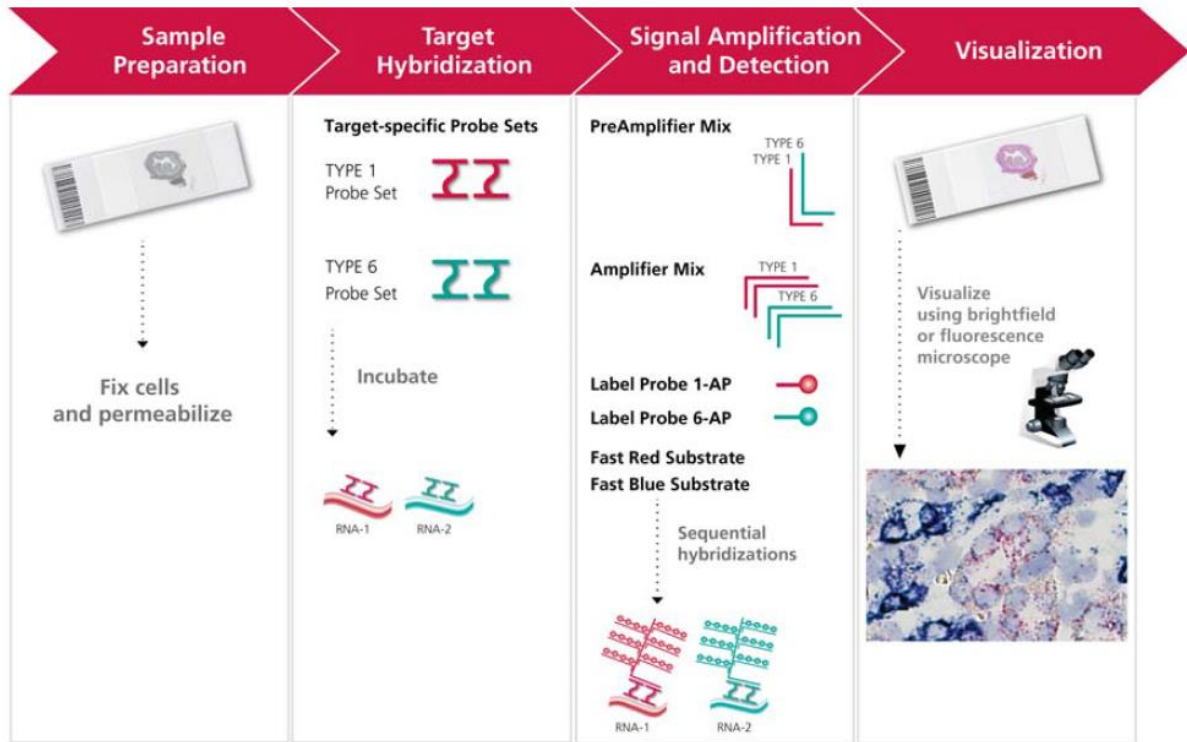 Sample
Preparation
Target
Hybridization
Signal Amplification
and Detection
Visualization
Fix cells
and permeabilize
Target-specific Probe Sets
TYPE 1
Probe Set
TYPE 6
Probe Set
Incubate
RNA-1
RNA-2
PreAmplifier Mix
TYPE 6
TYPE 1
Amplifier Mix
TYPE 1
TYPE 6
Label Probe 1-AP
Label Probe 6-AP
Fast Red Substrate
Fast Blue Substrate
Sequential
hybridizations
RNA-1
RNA-2
Visualize
using brightfield
or fluorescence
microscope